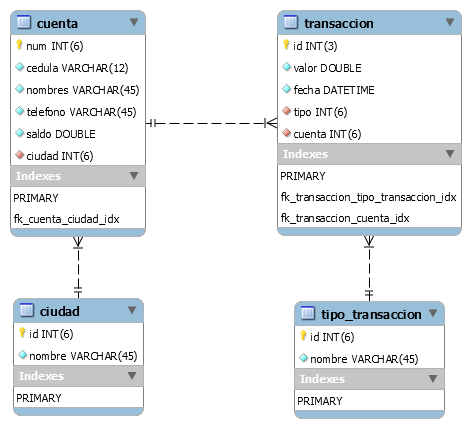 cuenta
num INT(6)
cedula VARCHAR(12)
nombres VARCHAR(45)
telefono VARCHAR(45)
saldo DOUBLE
ciudad INT(6)
Indexes
PRIMARY
fk_cuenta_ciudad_idx
transaccion
id INT(3)
valor DOUBLE
fecha DATETIME
tipo INT(6)
cuenta INT(6)
Indexes
PRIMARY
fk_transaccion_tipo_transaccion_idx
fk_transaccion_cuenta_idx
ciudad
id INT(6)
nombre VARCHAR(45)
Indexes
PRIMARY
tipo_transaccion
id INT(6)
nombre VARCHAR(45)
Indexes
PRIMARY